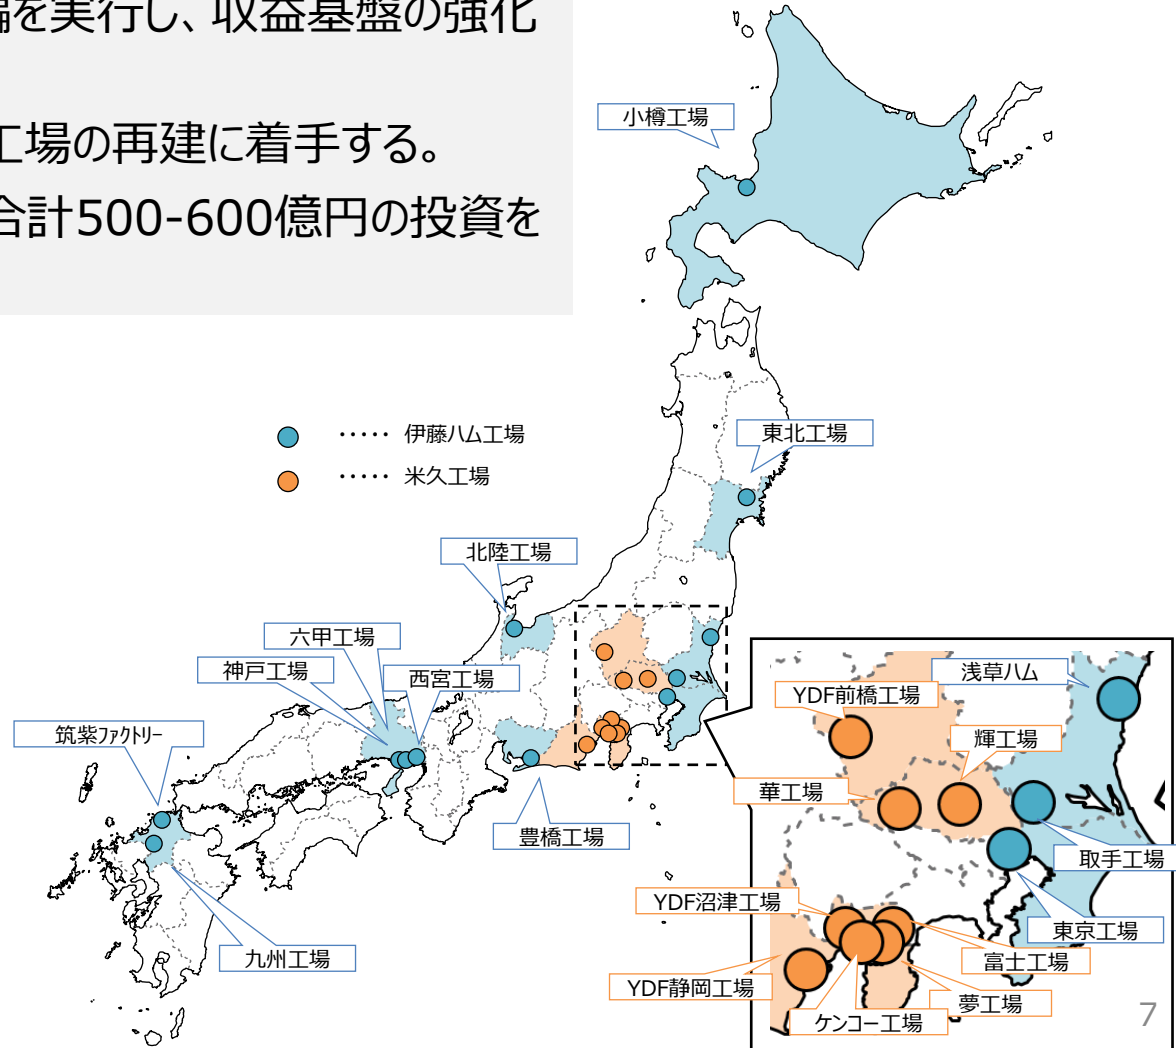 編を実行し、収益基盤の強化
工場の再建に着手する。
合計500-600億円の投資を
小樽工場
‥‥‥ 伊藤ハム工場
‥‥‥ 米久工場
東北工場
北陸工場
六甲工場
神戸工場
西宮工場
筑紫ﾌｧｸﾄﾘｰ
豊橋工場
九州工場
浅草ハム
YDF前橋工場
輝工場
華工場
取手工場
YDF沼津工場
東京工場
富士工場
YDF静岡工場
夢工場
ケンコー工場
7